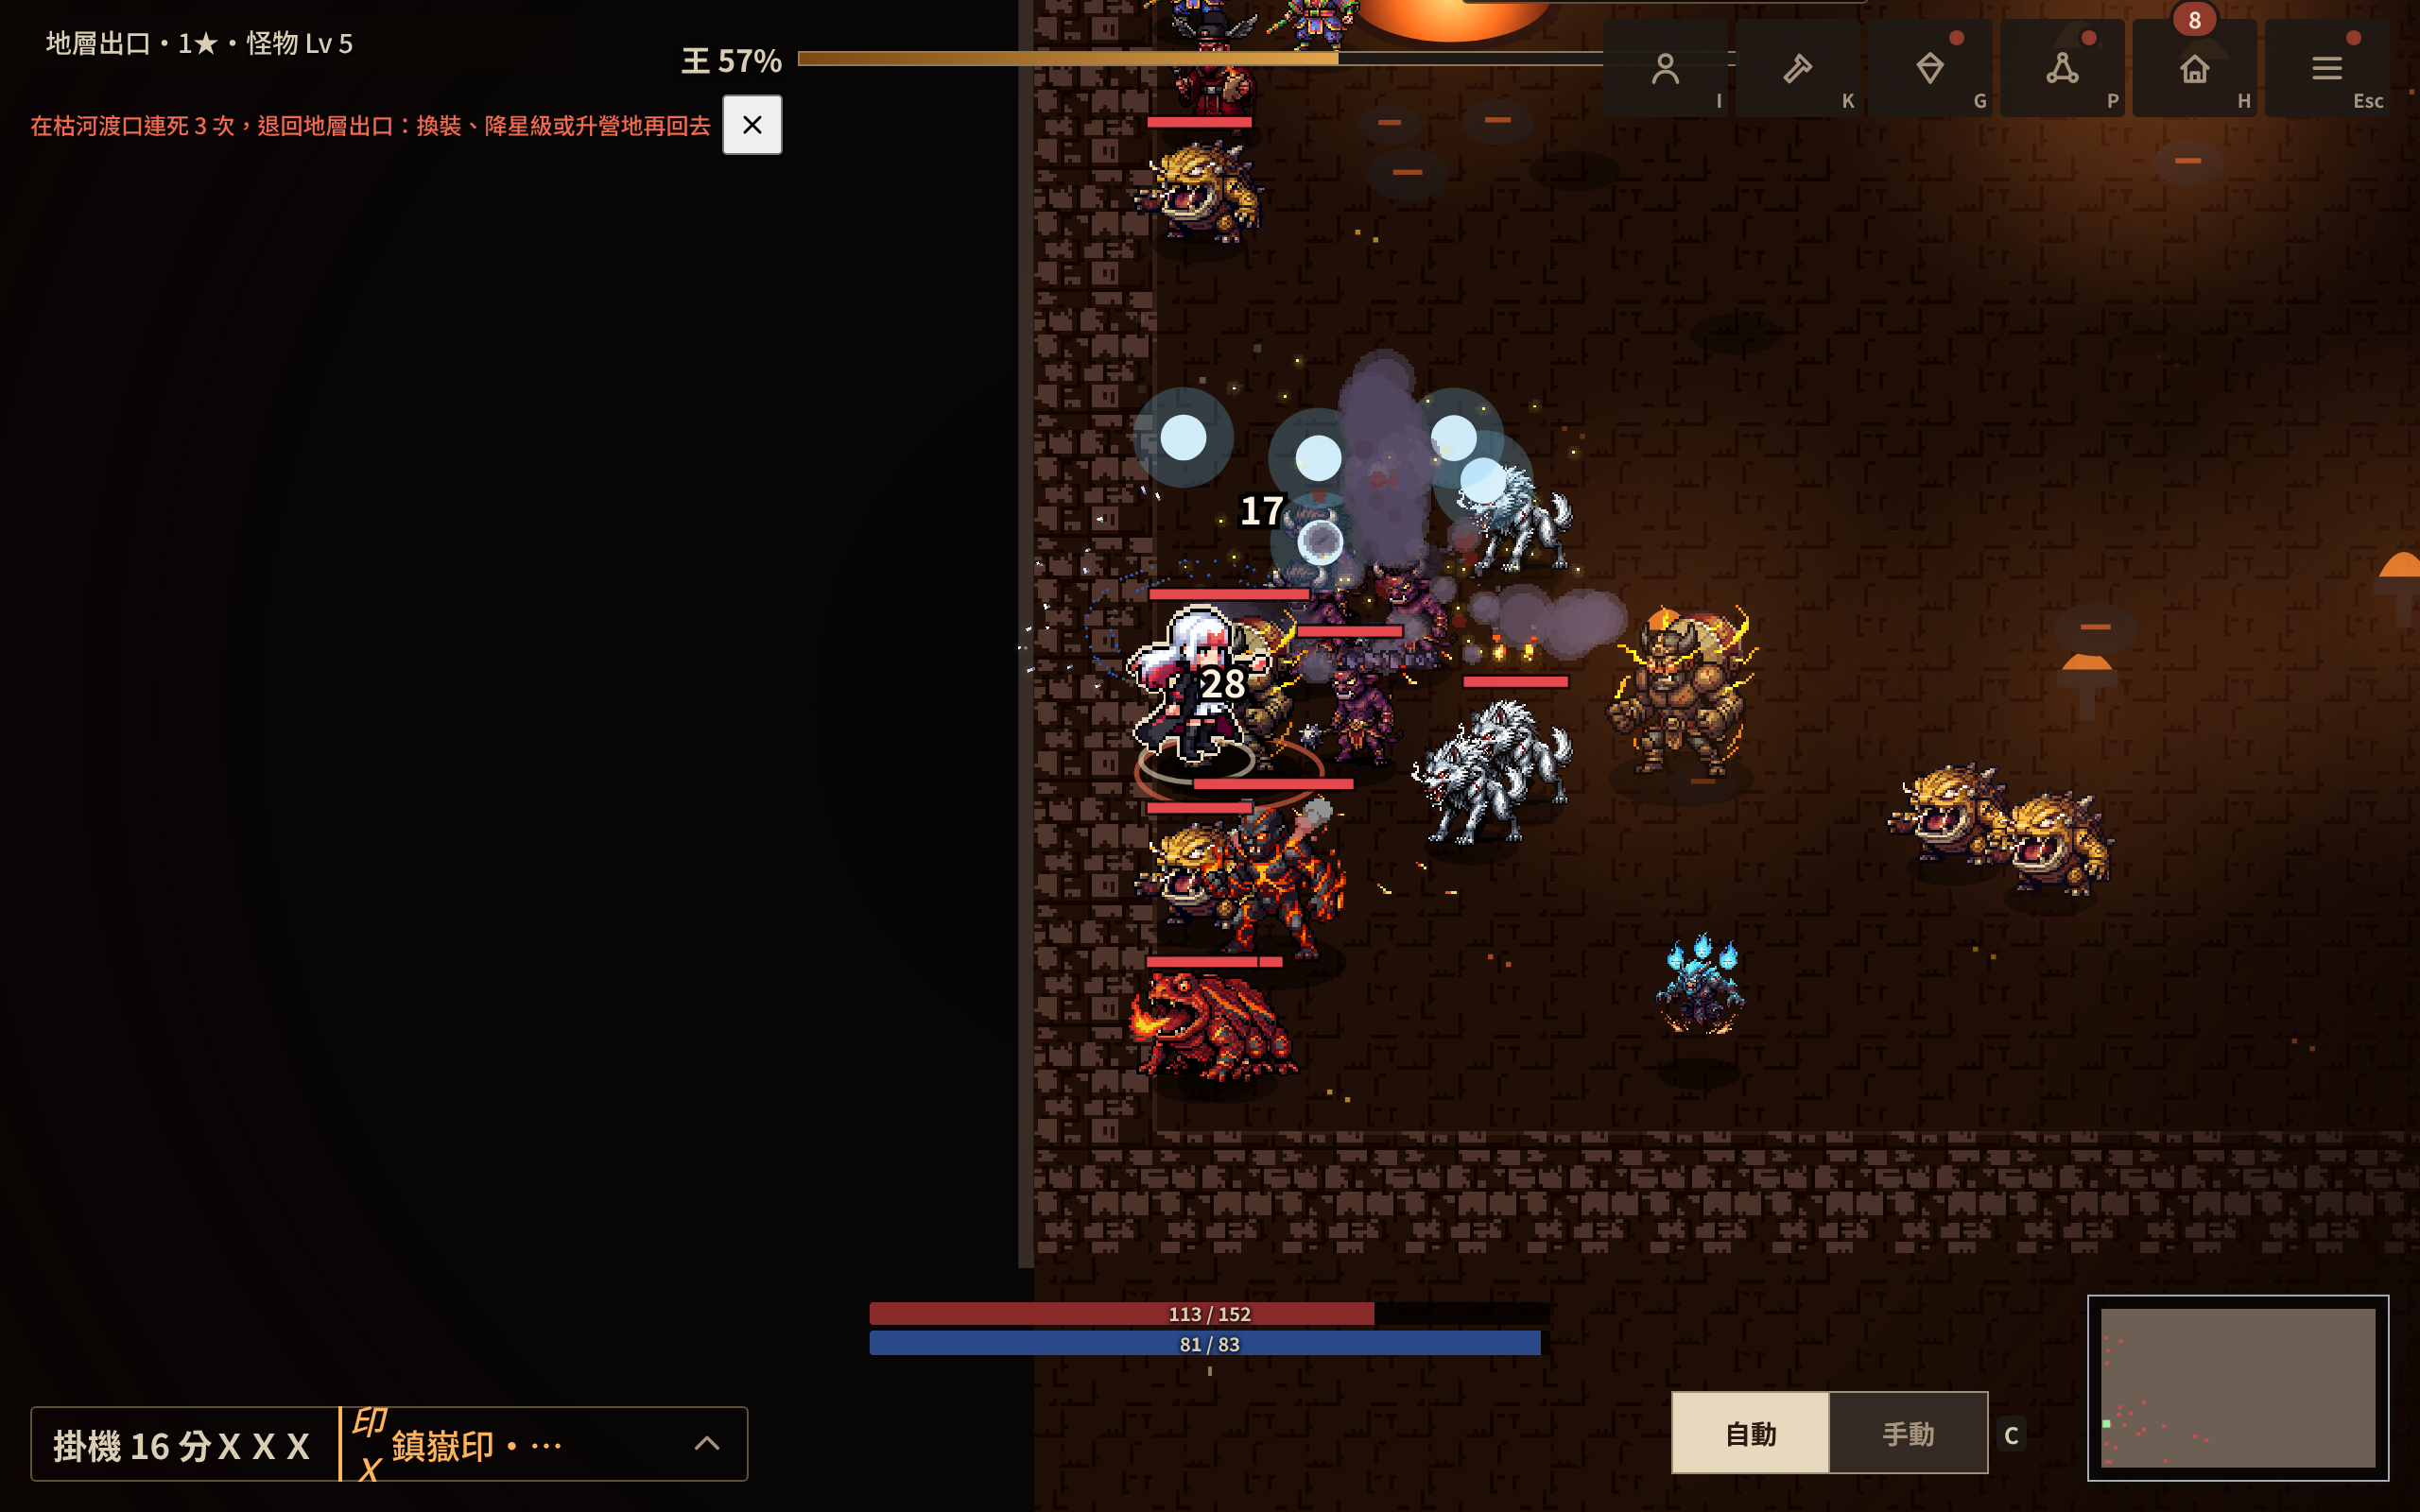 地層出口・1★・怪物 Lv 5
王 57%
在枯河渡口連死 3 次，退回地層出口：換裝、降星級或升營地再回去
I
K
G
P
8
H
Esc
17
28
113 / 152
81 / 83
掛機 16 分ＸＸＸ
印
X
鎮嶽印・…
自動
手動
C